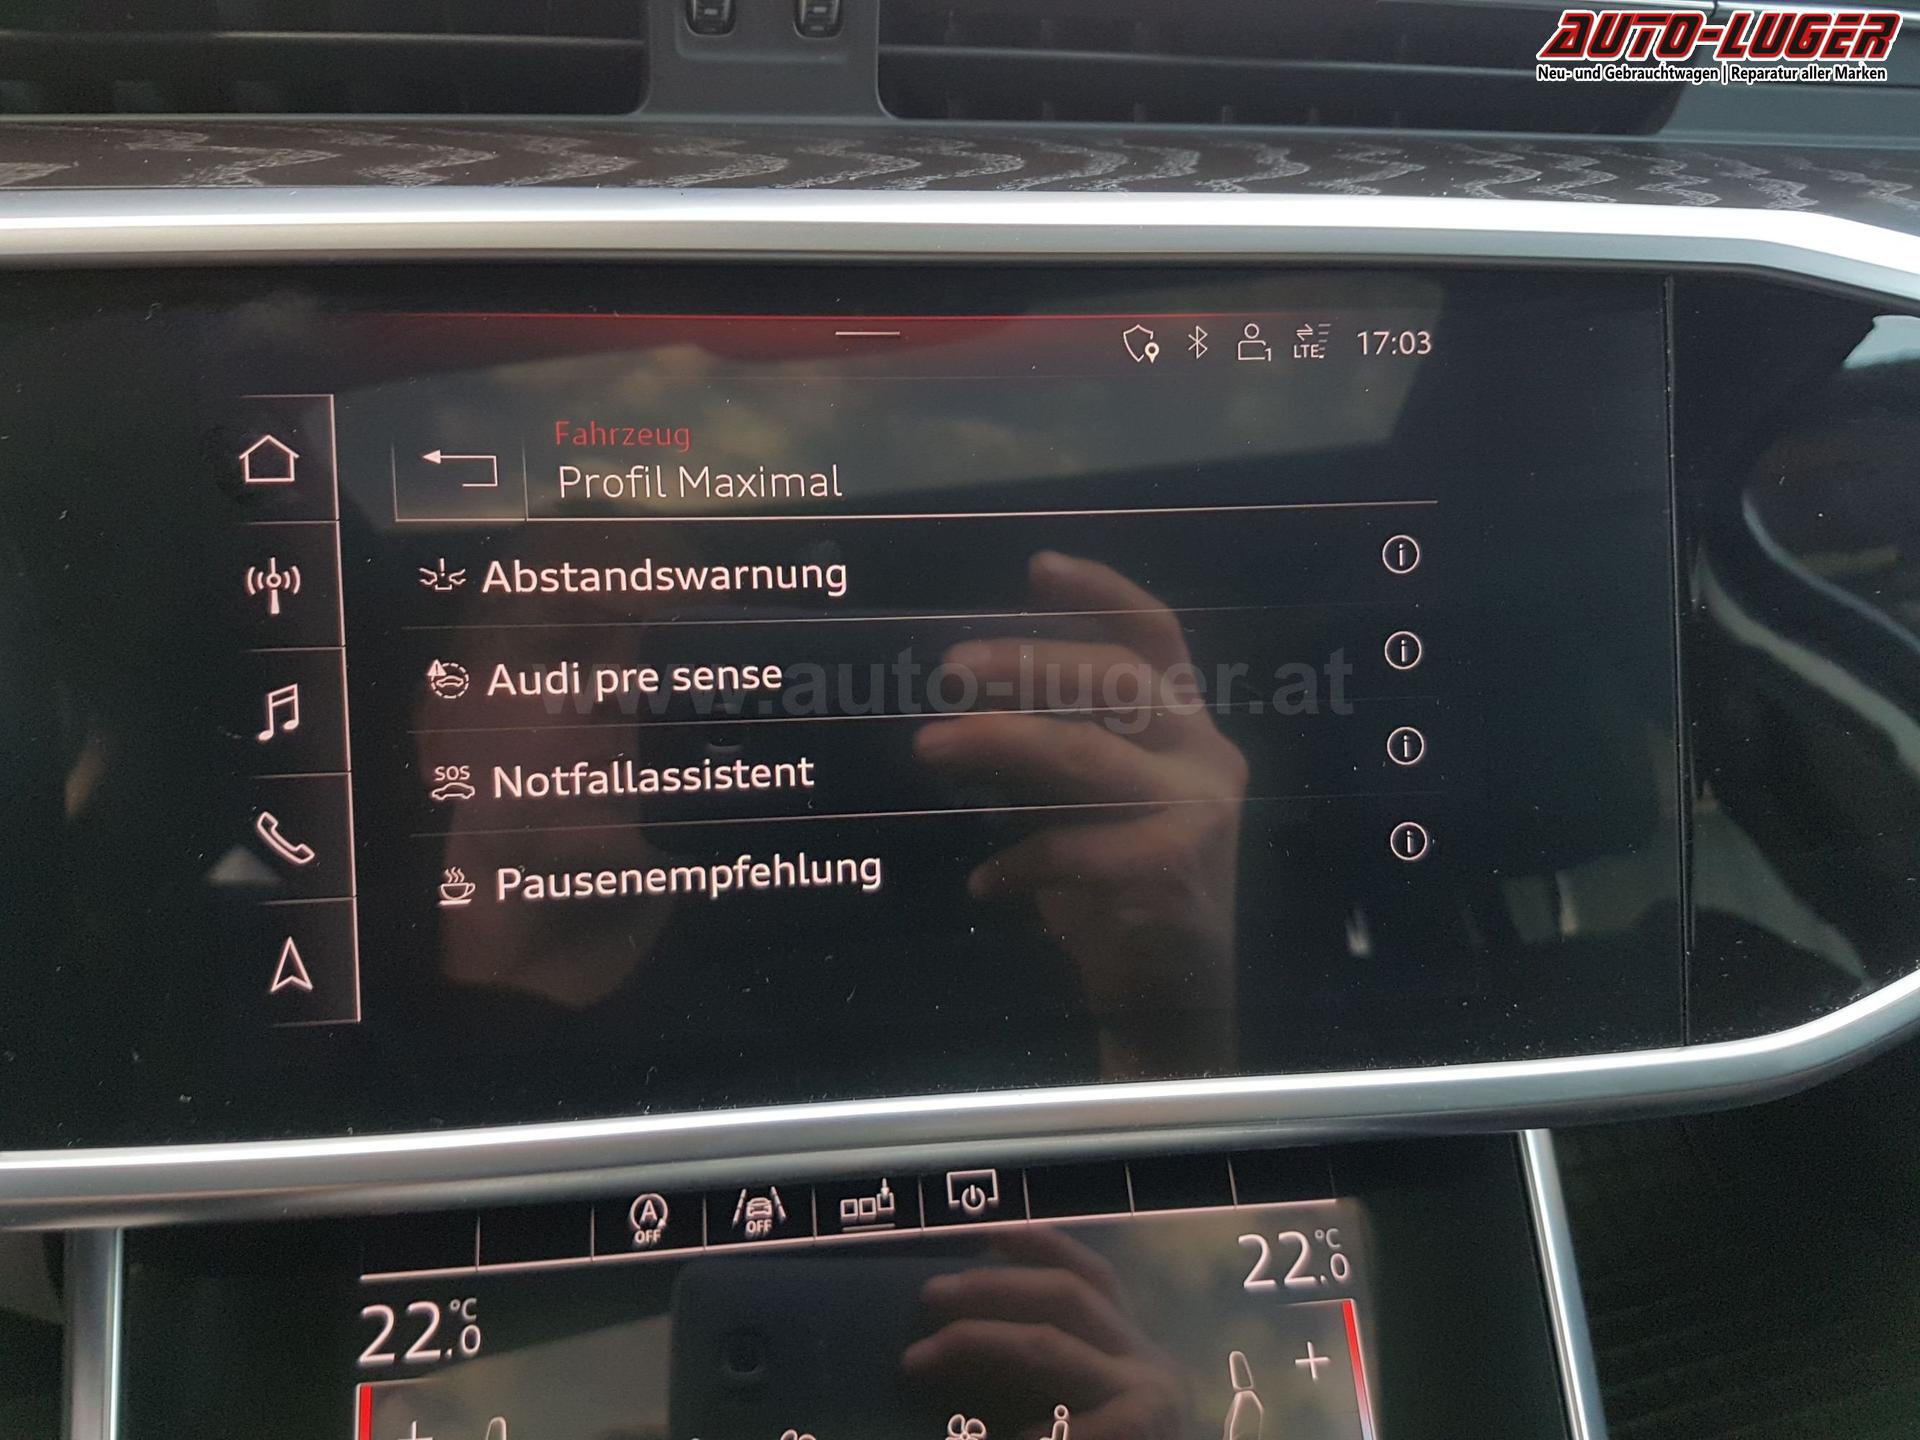 AUTO-LUGER
Neu- und Gebrauchtwagen | Reparatur aller Marken
LTE
17:03
Fahrzeug
Profil Maximal
Abstandswarnung
Audi pre sense
www.auto-luger.at
SOS
Notfallassistent
Pausenempfehlung
A
OFF
OFF
22.0 °C
22.0 °C